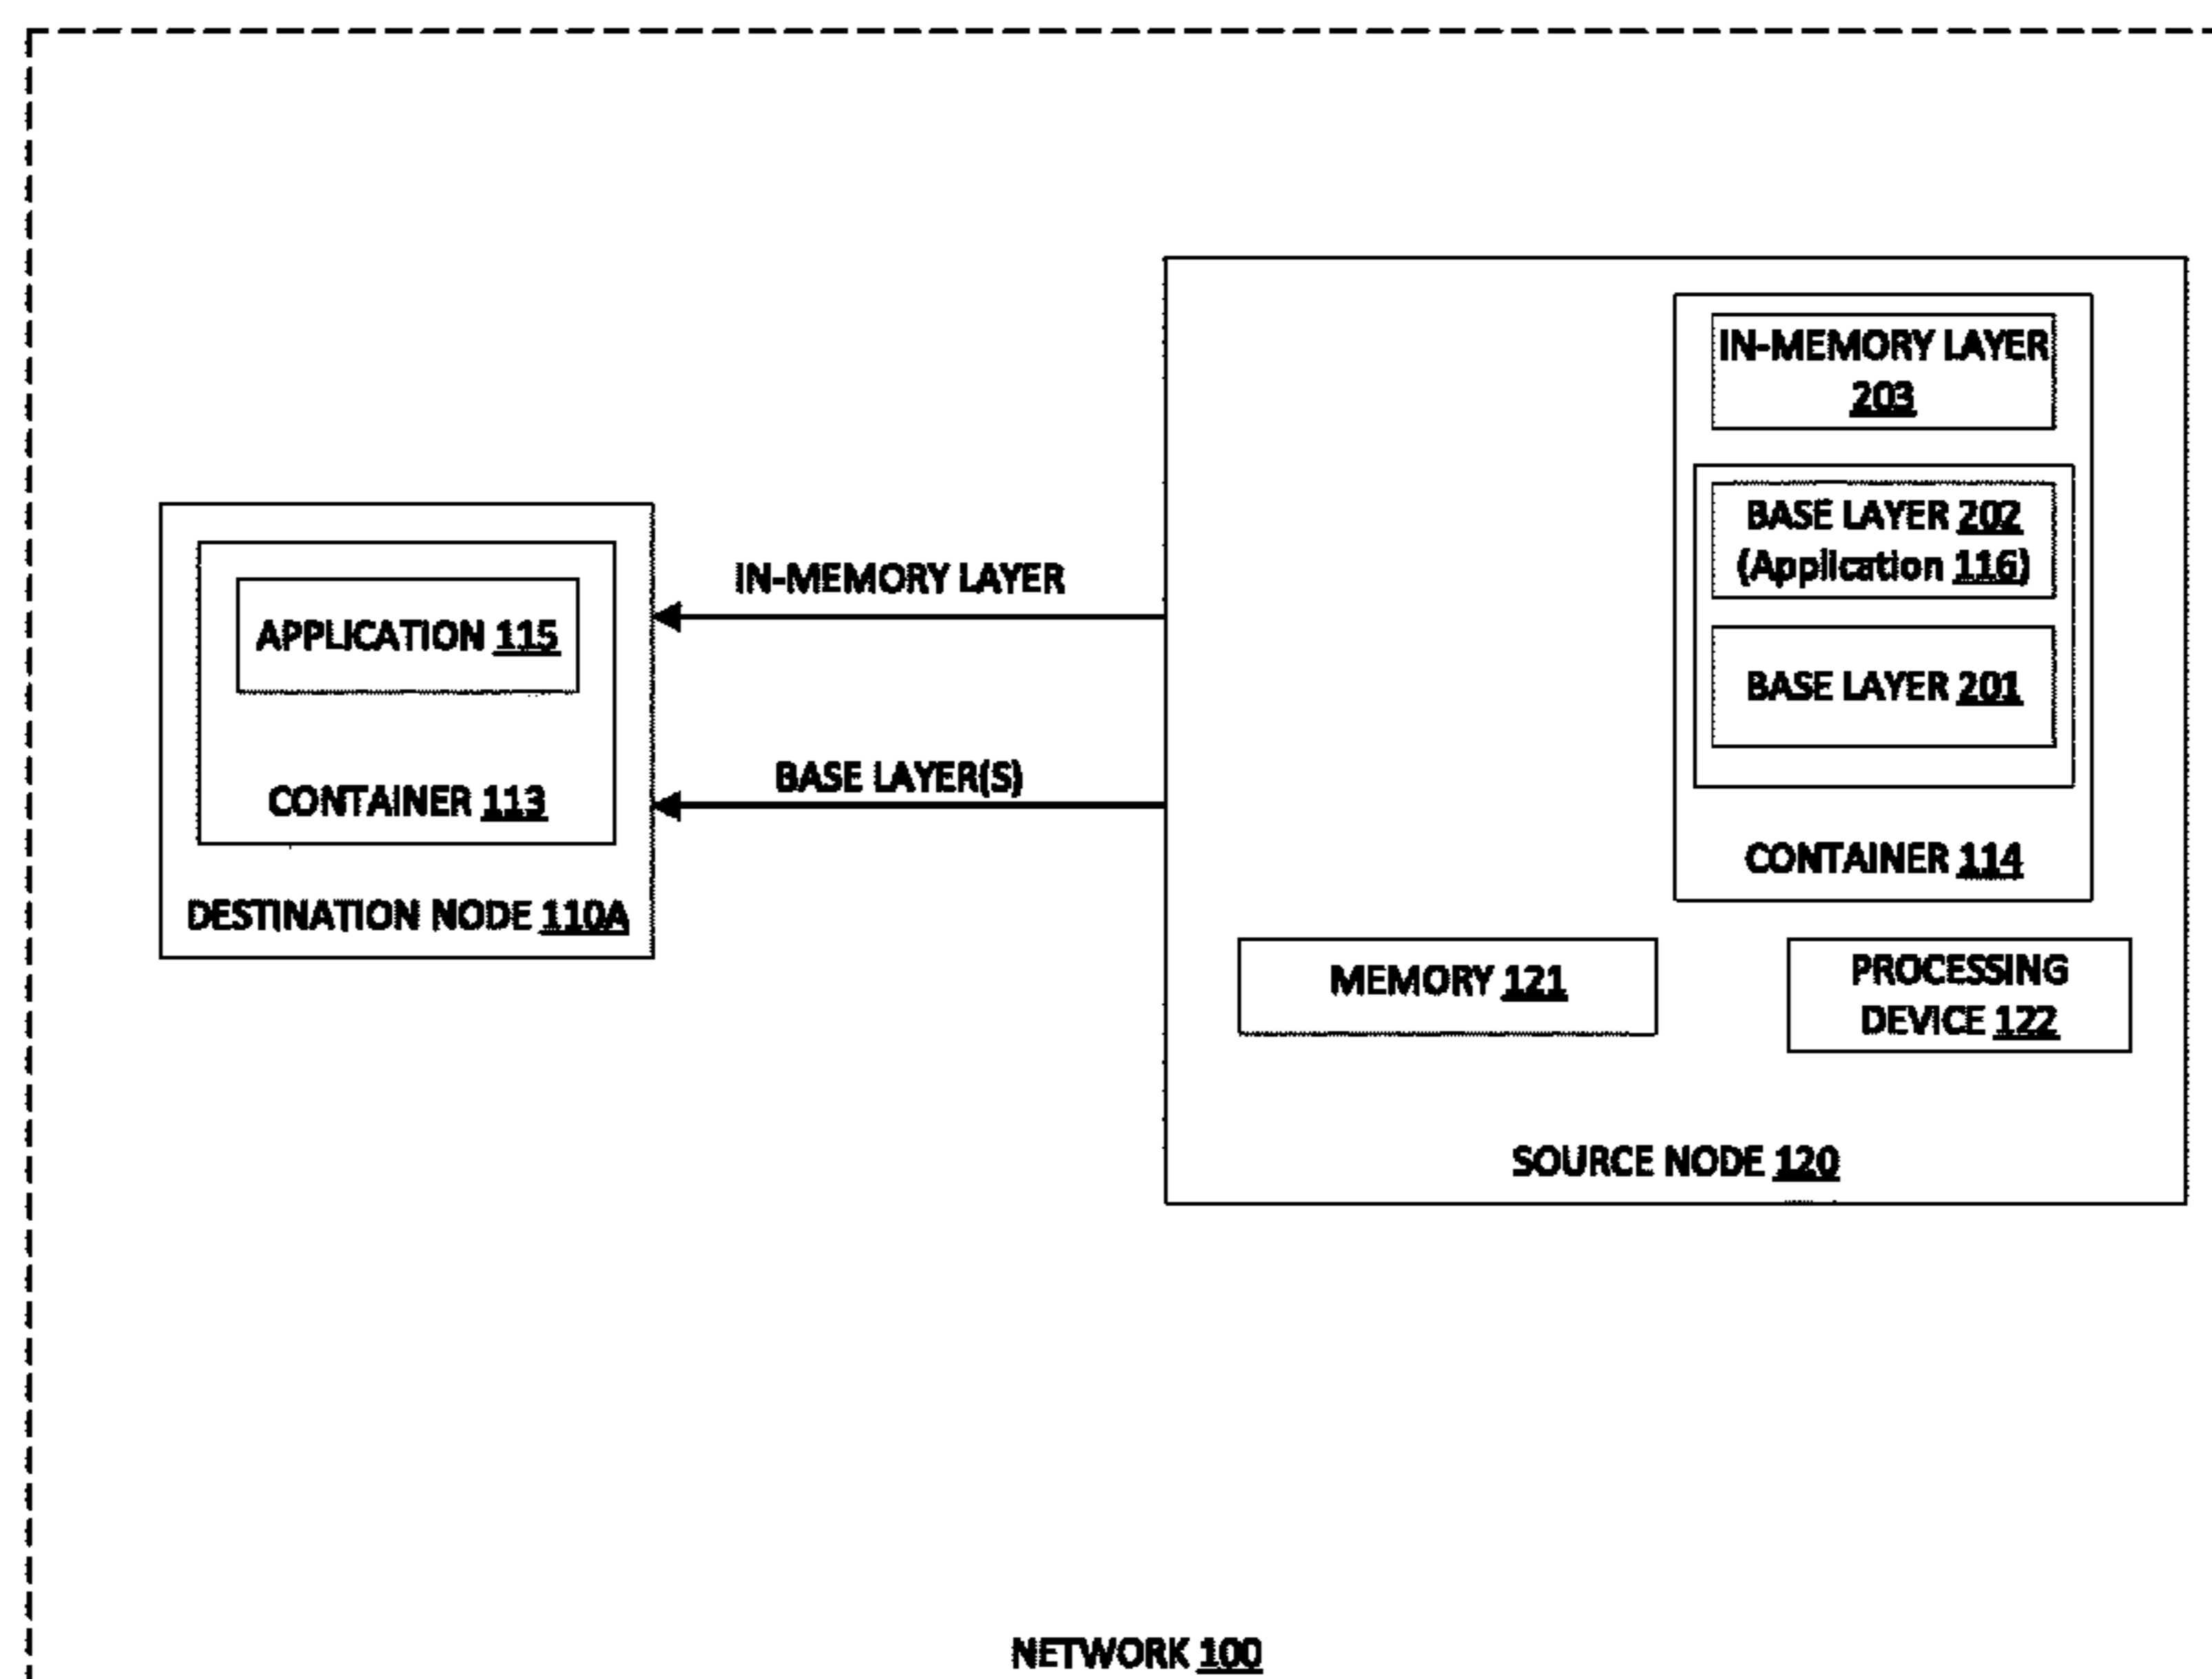 IN-MEMORY LAYER
203
BASE LAYER 202
(Application 116)
BASE LAYER 201
CONTAINER 114
IN-MEMORY LAYER
BASE LAYER(S)
APPLICATION 115
CONTAINER 113
DESTINATION NODE 110A
MEMORY 121
PROCESSING
DEVICE 122
SOURCE NODE 120
NETWORK 100